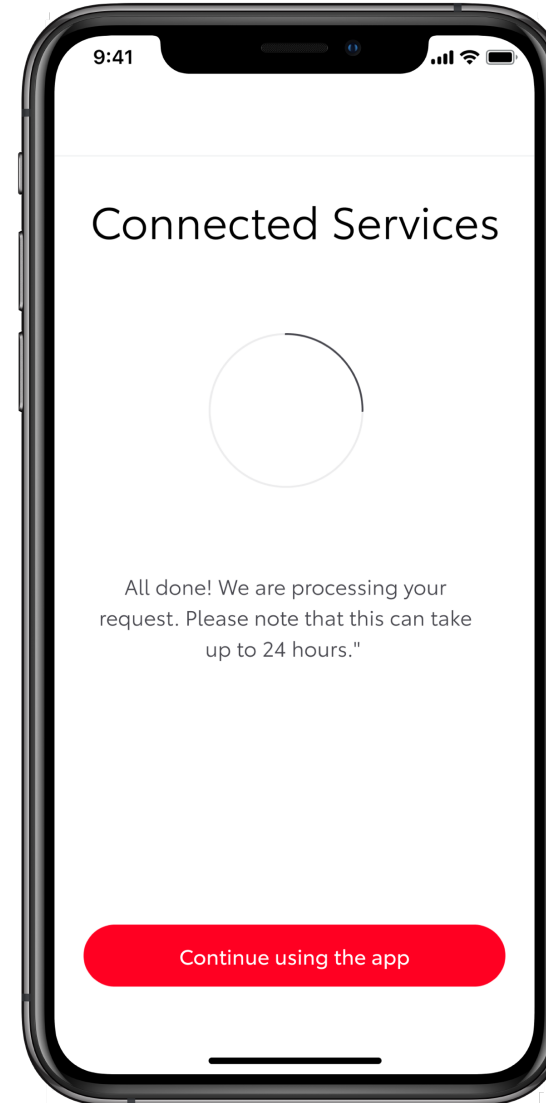 9:41
Connected Services
All done! We are processing your
request. Please note that this can take
up to 24 hours."
Continue using the app